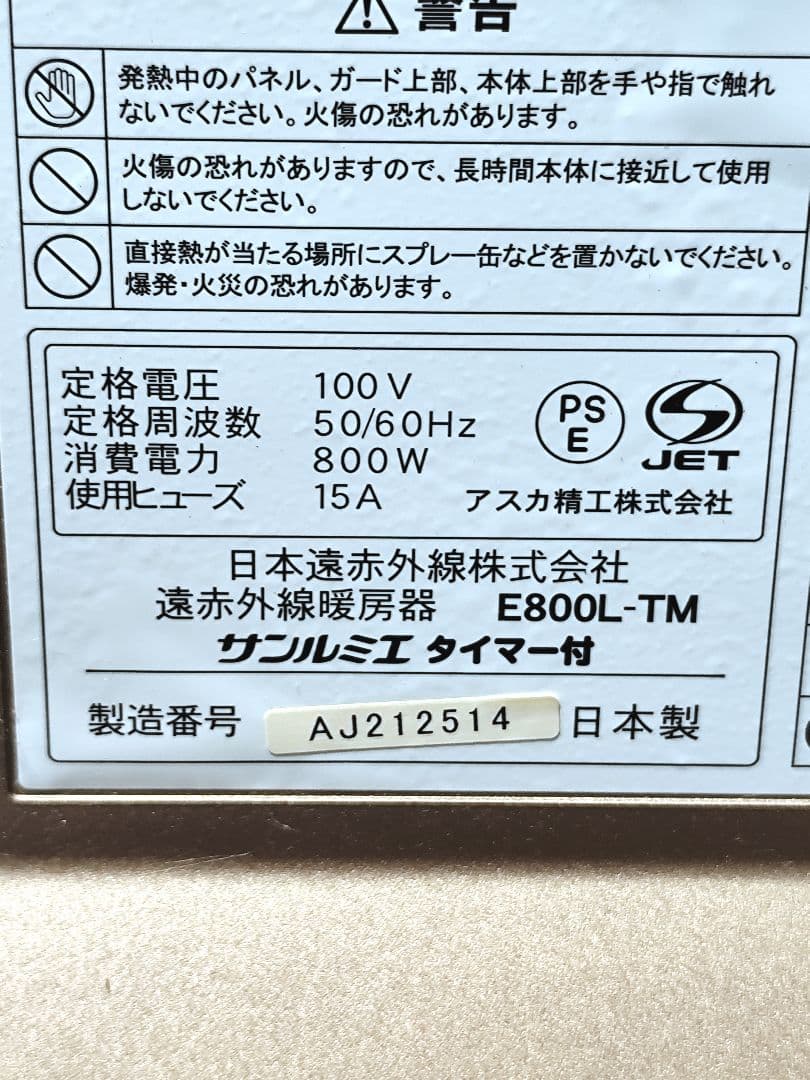 警告
発熱中のパネル、ガード上部、本体上部を手や指で触れ
ないでください。火傷の恐れがあります。
火傷の恐れがありますので、長時間本体に接近して使用
しないでください。
直接熱が当たる場所にスプレー缶などを置かないでください。
爆発・火災の恐れがあります。
定格電圧 100V
定格周波数 50/60Hz
消費電力 800W
使用ヒューズ 15A
PS
E
JET
アスカ精工株式会社
日本遠赤外線株式会社
遠赤外線暖房器 E800L-TM
サンルミエ タイマー付
製造番号 AJ212514 日本製